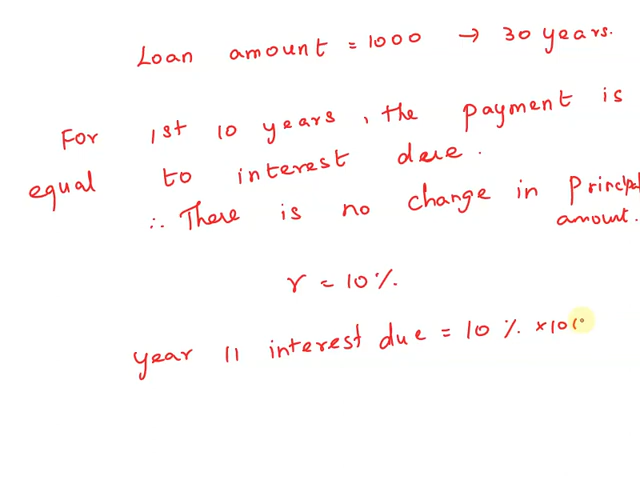 Loan amount = 1000 → 30 years.
For 1st 10 years, the payment is
equal to interest due.
∴ There is no change in Principal
amount.
r = 10%.
year 11 interest due = 10% ×100